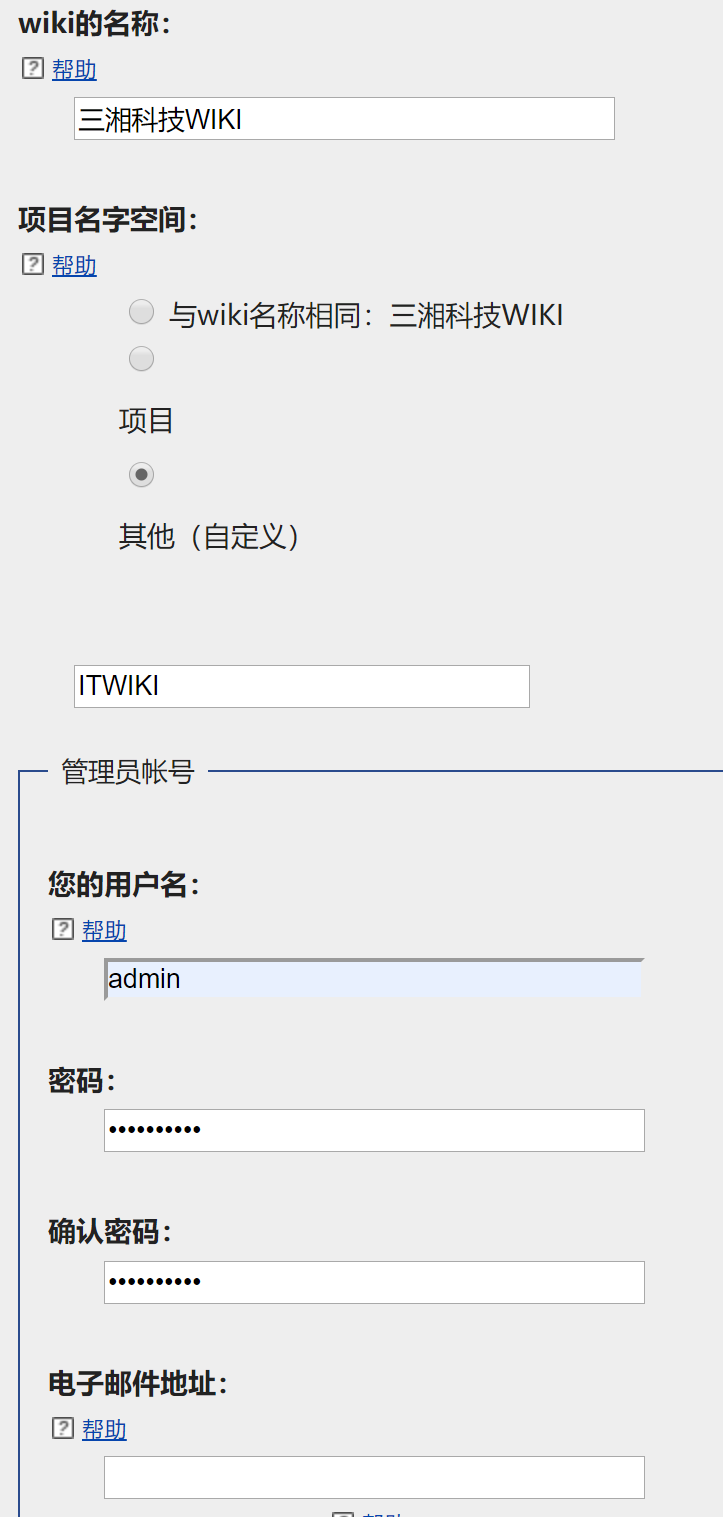 wiki的名称：
帮助
三湘科技WIKI
项目名字空间：
帮助
与wiki名称相同：三湘科技WIKI
项目
其他（自定义）
ITWIKI
管理员帐号
您的用户名：
帮助
admin
密码：
••••••••••
确认密码：
••••••••••
电子邮件地址：
帮助